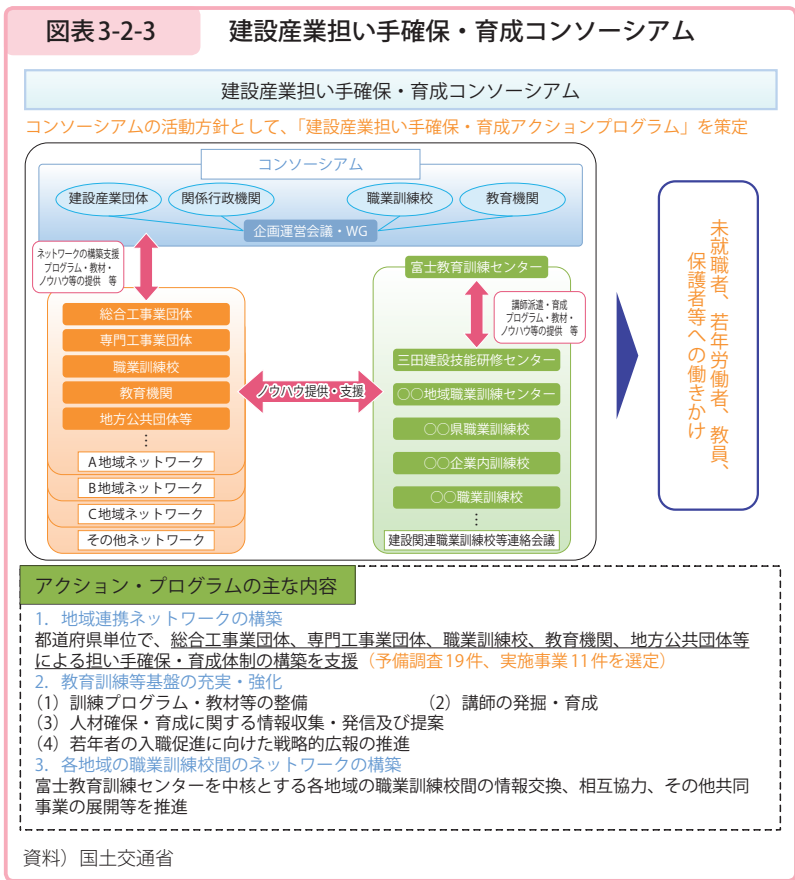 図表3-2-3 建設産業担い手確保・育成コンソーシアム
建設産業担い手確保・育成コンソーシアム
コンソーシアムの活動方針として、「建設産業担い手確保・育成アクションプログラム」を策定
コンソーシアム
建設産業団体
関係行政機関
職業訓練校
教育機関
企画運営会議・WG
ネットワークの構築支援
プログラム・教材・
ノウハウ等の提供 等
総合工事業団体
専門工事業団体
職業訓練校
教育機関
地方公共団体等
⋮
A地域ネットワーク
B地域ネットワーク
C地域ネットワーク
その他ネットワーク
ノウハウ提供・支援
富士教育訓練センター
講師派遣・育成
プログラム・教材・
ノウハウ等の提供 等
三田建設技能研修センター
○○地域職業訓練センター
○○県職業訓練校
○○企業内訓練校
○○職業訓練校
⋮
建設関連職業訓練校等連絡会議
未就職者、若年労働者、教員、
保護者等への働きかけ
アクション・プログラムの主な内容
1. 地域連携ネットワークの構築
都道府県単位で、総合工事業団体、専門工事業団体、職業訓練校、教育機関、地方公共団体等
による担い手確保・育成体制の構築を支援（予備調査19件、実施事業11件を選定）
2. 教育訓練等基盤の充実・強化
（1）訓練プログラム・教材等の整備 （2）講師の発掘・育成
（3）人材確保・育成に関する情報収集・発信及び提案
（4）若年者の入職促進に向けた戦略的広報の推進
3. 各地域の職業訓練校間のネットワークの構築
富士教育訓練センターを中核とする各地域の職業訓練校間の情報交換、相互協力、その他共同
事業の展開等を推進
資料）国土交通省